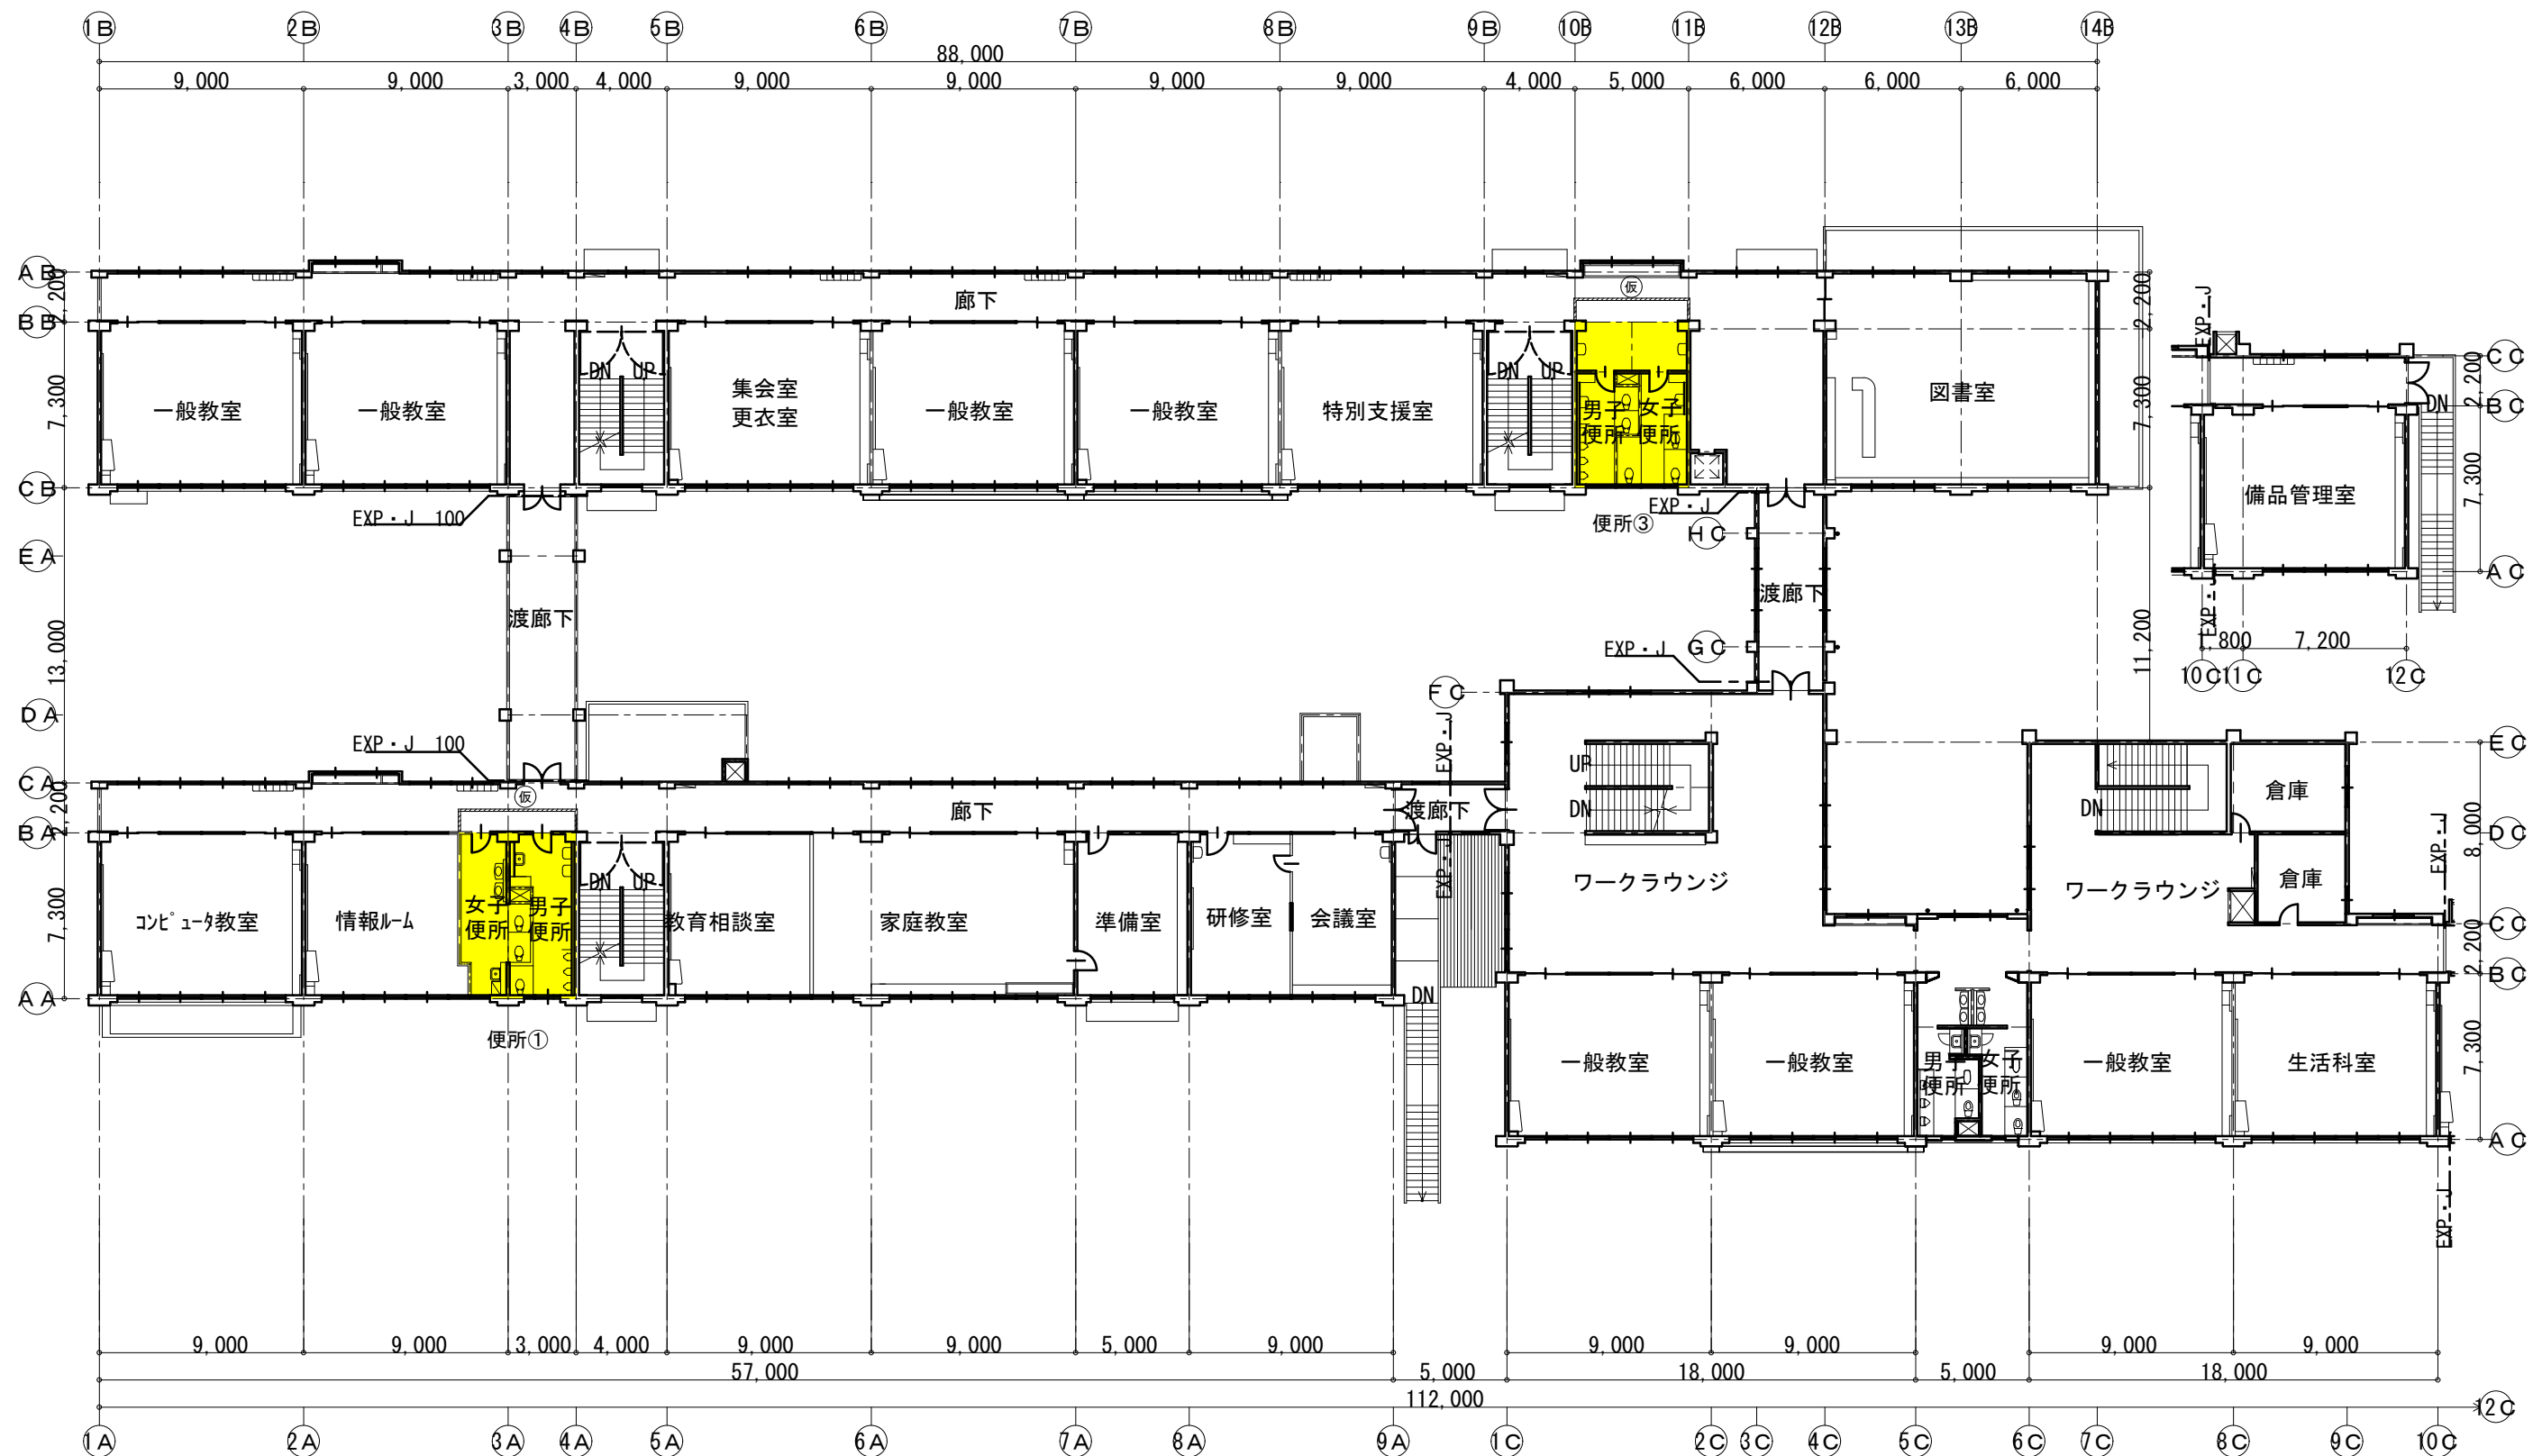 1B 2B 3B 4B 5B 6B 7B 8B 9B 10B 11B 12B 13B 14B
88,000
9,000 9,000 3,000 4,000 9,000 9,000 9,000 9,000 4,000 5,000 6,000 6,000 6,000
AB
2,200
BB
7,300
CB
廊下
仮
2,200
7,300
DN UP
DN UP
一般教室
一般教室
集会室
更衣室
一般教室
一般教室
特別支援室
男子
便所
女子
便所
図書室
EXP・J 100
便所③
EXP・J
EXP・J
CC
2,200
BC
DN
備品管理室
7,300
AC
EXP・J
1,800 7,200
10C 11C 12C
EA
HC
渡廊下
渡廊下
13,000
GC
EXP・J
11,200
DA
FC
EXP・J
EXP・J 100
EC
CA
仮
UP
2,200
廊下
渡廊下
DN
DN
倉庫
BA
DC
8,000
EXP・J
EXP・J
DN UP
ワークラウンジ
ワークラウンジ
倉庫
7,300
コンピュータ教室
情報ルーム
女子
便所
男子
便所
教育相談室
家庭教室
準備室
研修室
会議室
CC
2,200
BC
AA
DN
便所①
一般教室
一般教室
男子
便所
女子
便所
一般教室
生活科室
7,300
AC
EXP・J
9,000 9,000 3,000 4,000 9,000 9,000 5,000 9,000 9,000 9,000 9,000 9,000
57,000 5,000 18,000 5,000 18,000
112,000
12C
1A 2A 3A 4A 5A 6A 7A 8A 9A 1C 2C 3C 4C 5C 6C 7C 8C 9C 10C